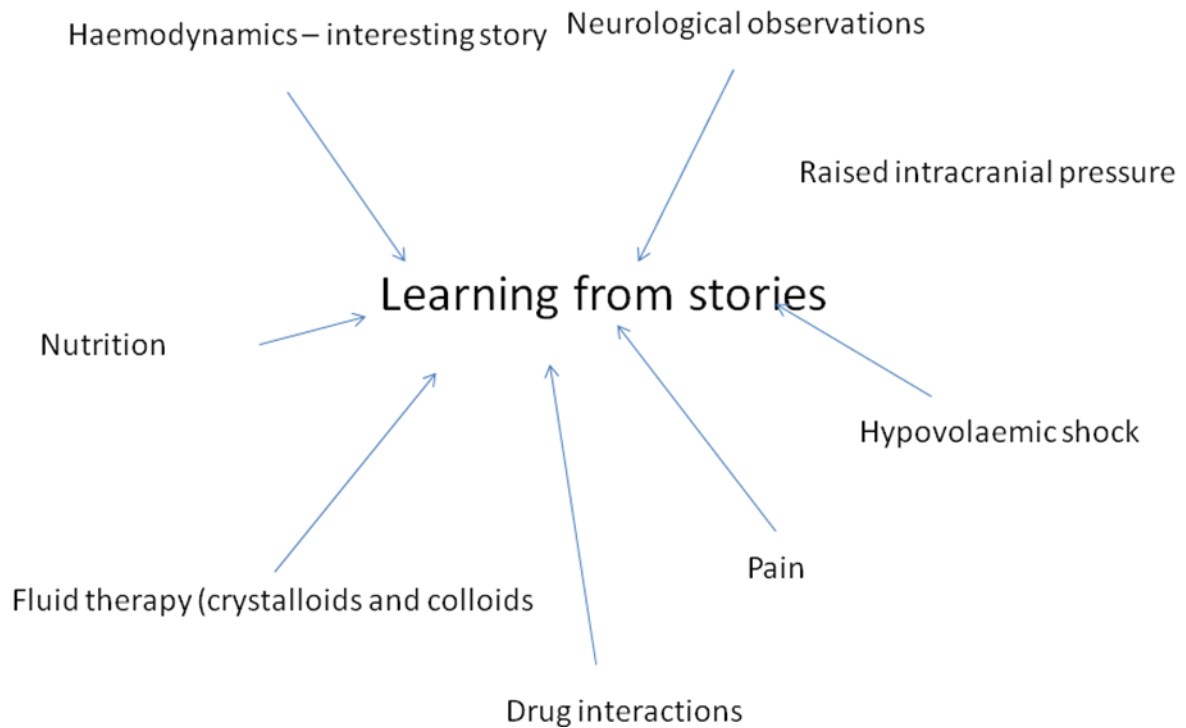 Haemodynamics – interesting story
Neurological observations
Raised intracranial pressure
Learning from stories
Nutrition
Hypovolaemic shock
Pain
Fluid therapy (crystalloids and colloids
Drug interactions